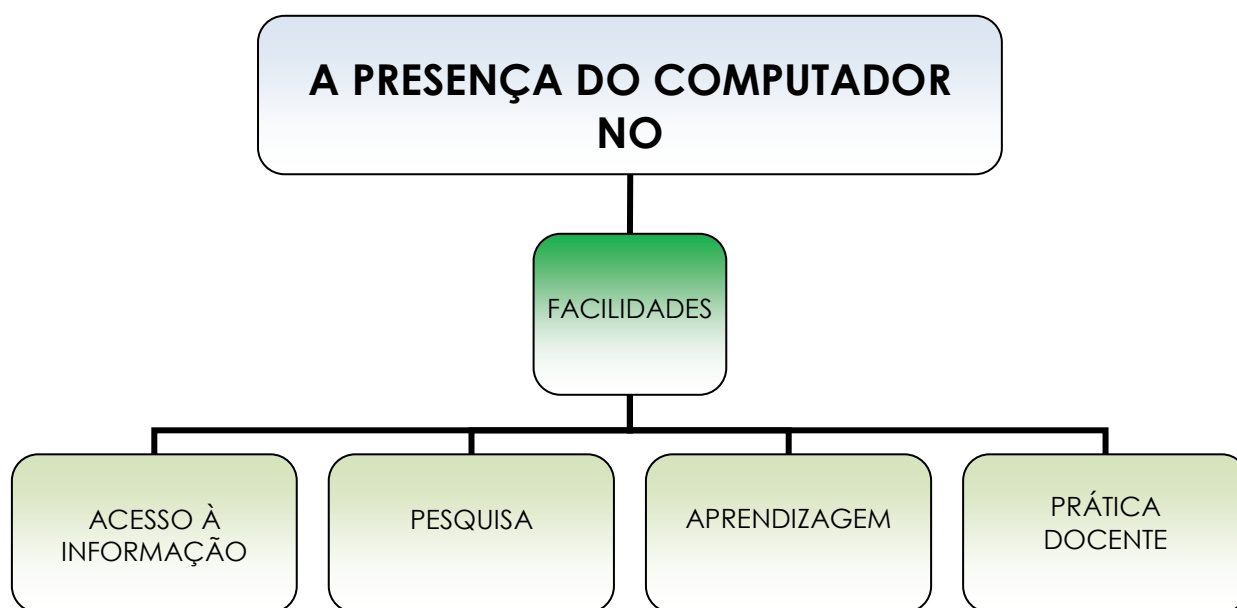 A PRESENÇA DO COMPUTADOR
NO
FACILIDADES
ACESSO À
INFORMAÇÃO
PESQUISA
APRENDIZAGEM
PRÁTICA
DOCENTE